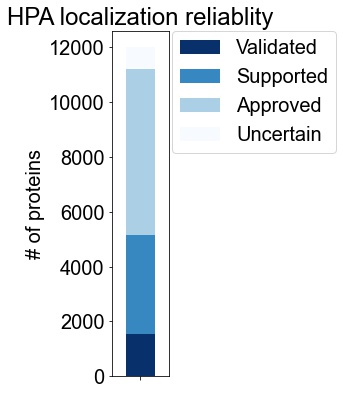 HPA localization reliablity
# of proteins
12000
10000
8000
6000
4000
2000
0
Validated
Supported
Approved
Uncertain